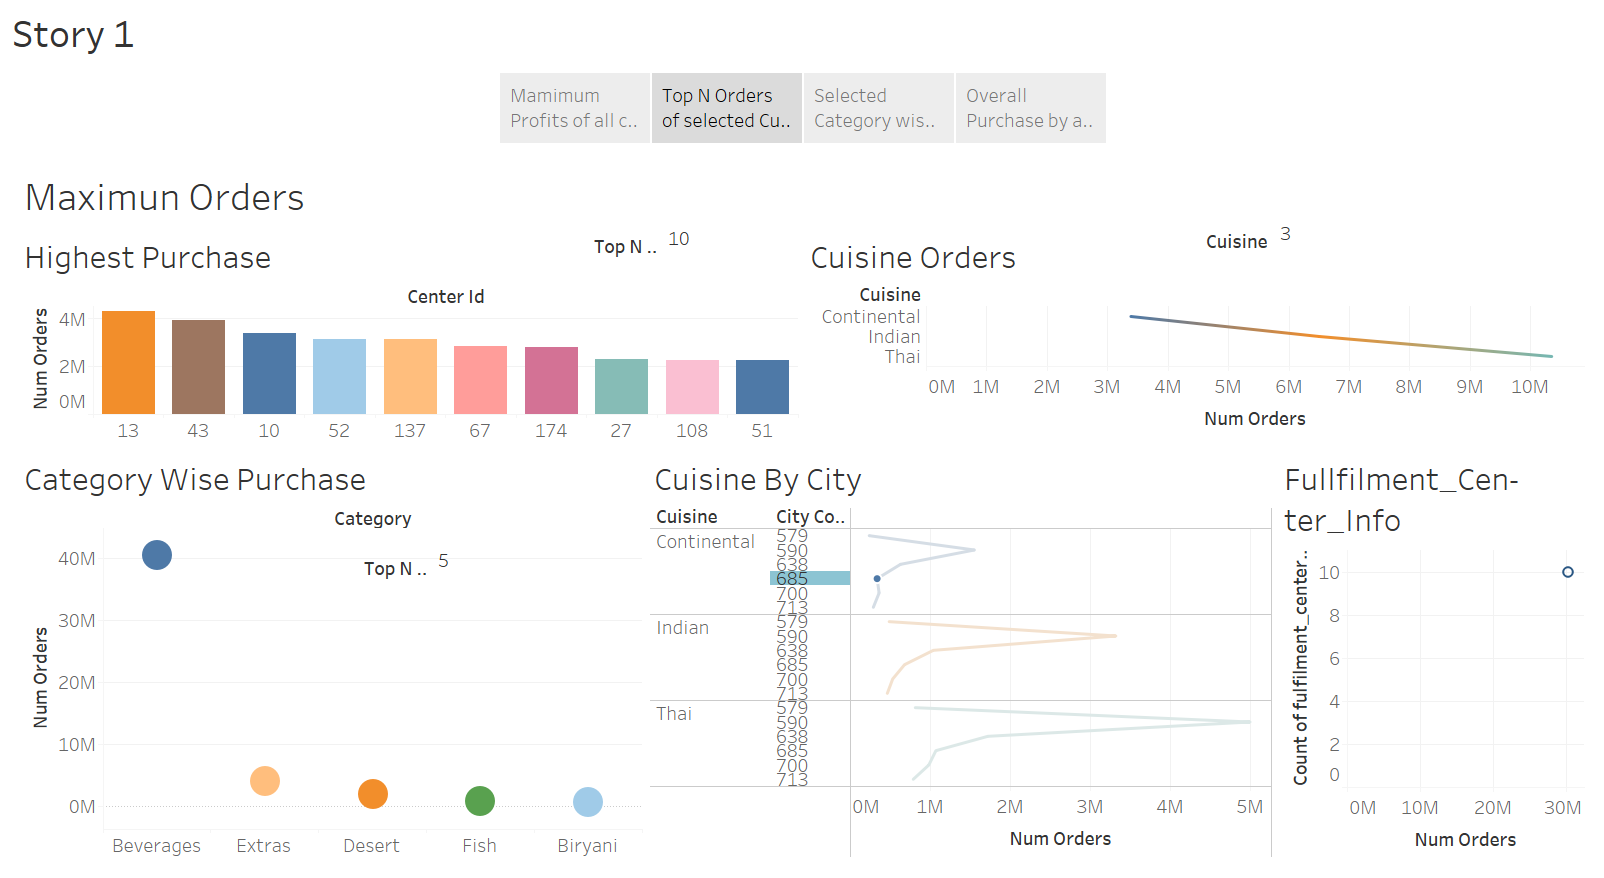 Story 1
Mamimum
Profits of all c..
Top N Orders
of selected Cu..
Selected
Category wis..
Overall
Purchase by a..
Maximun Orders
Highest Purchase
Top N .. 10
Center Id
Num Orders
4M
2M
0M
13 43 10 52 137 67 174 27 108 51
Cuisine Orders
Cuisine 3
Cuisine
Continental
Indian
Thai
0M 1M 2M 3M 4M 5M 6M 7M 8M 9M 10M
Num Orders
Category Wise Purchase
Category
Top N .. 5
Num Orders
40M
30M
20M
10M
0M
Beverages Extras Desert Fish Biryani
Cuisine By City
Cuisine City Co..
Continental
579
590
638
685
700
713
Indian
579
590
638
685
700
713
Thai
579
590
638
685
700
713
0M 1M 2M 3M 4M 5M
Num Orders
Fullfilment_Cen-
ter_Info
Count of fulfilment_center..
10
8
6
4
2
0
0M 10M 20M 30M
Num Orders